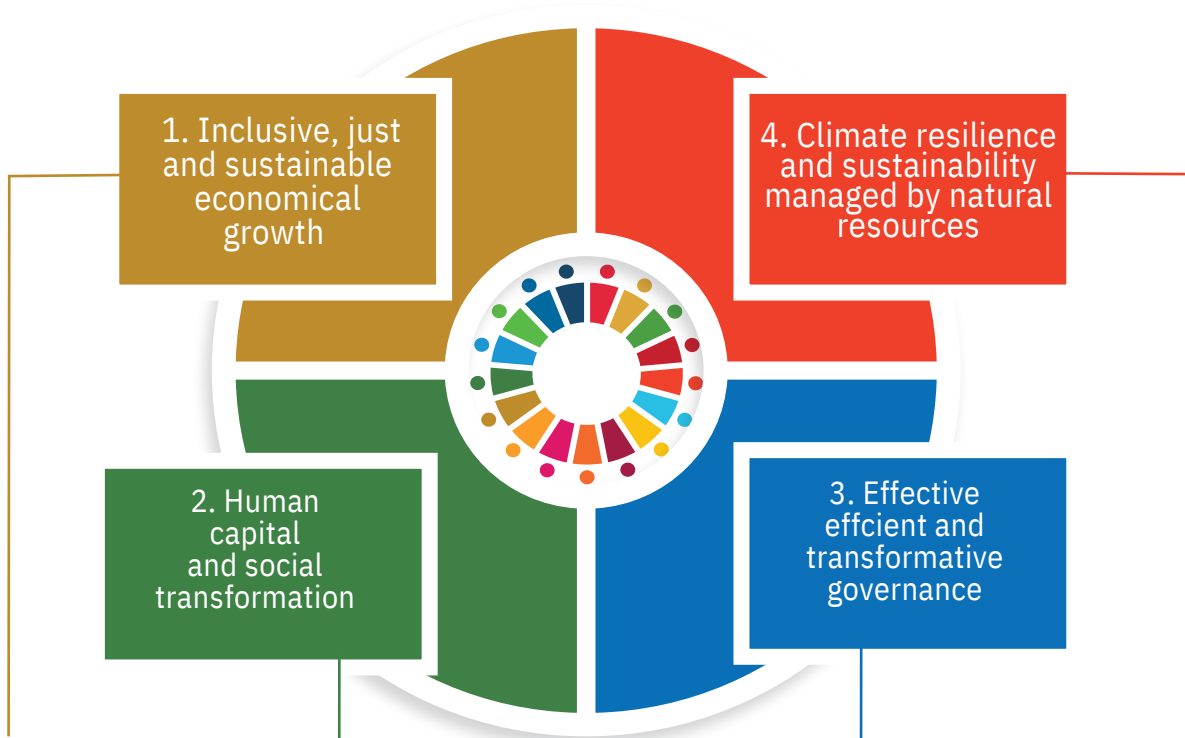 1. Inclusive, just
and sustainable
economical
growth
4. Climate resilience
and sustainability
managed by natural
resources
2. Human
capital
and social
transformation
3. Effective
effcient and
transformative
governance